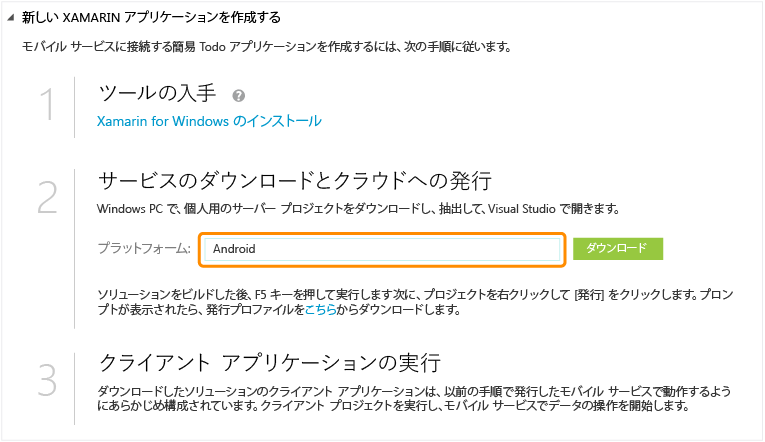 新しい XAMARIN アプリケーションを作成する
モバイル サービスに接続する簡易 Todo アプリケーションを作成するには、次の手順に従います。
1
ツールの入手 ?
Xamarin for Windows のインストール
2
サービスのダウンロードとクラウドへの発行
Windows PC で、個人用のサーバー プロジェクトをダウンロードし、抽出して、Visual Studio で開きます。
プラットフォーム: Android ダウンロード
ソリューションをビルドした後、F5 キーを押して実行します次に、プロジェクトを右クリックして [発行] をクリックします。プロン
プトが表示されたら、発行プロファイルをこちらからダウンロードします。
3
クライアント アプリケーションの実行
ダウンロードしたソリューションのクライアント アプリケーションは、以前の手順で発行したモバイル サービスで動作するよう
にあらかじめ構成されています。クライアント プロジェクトを実行し、モバイル サービスでデータの操作を開始します。